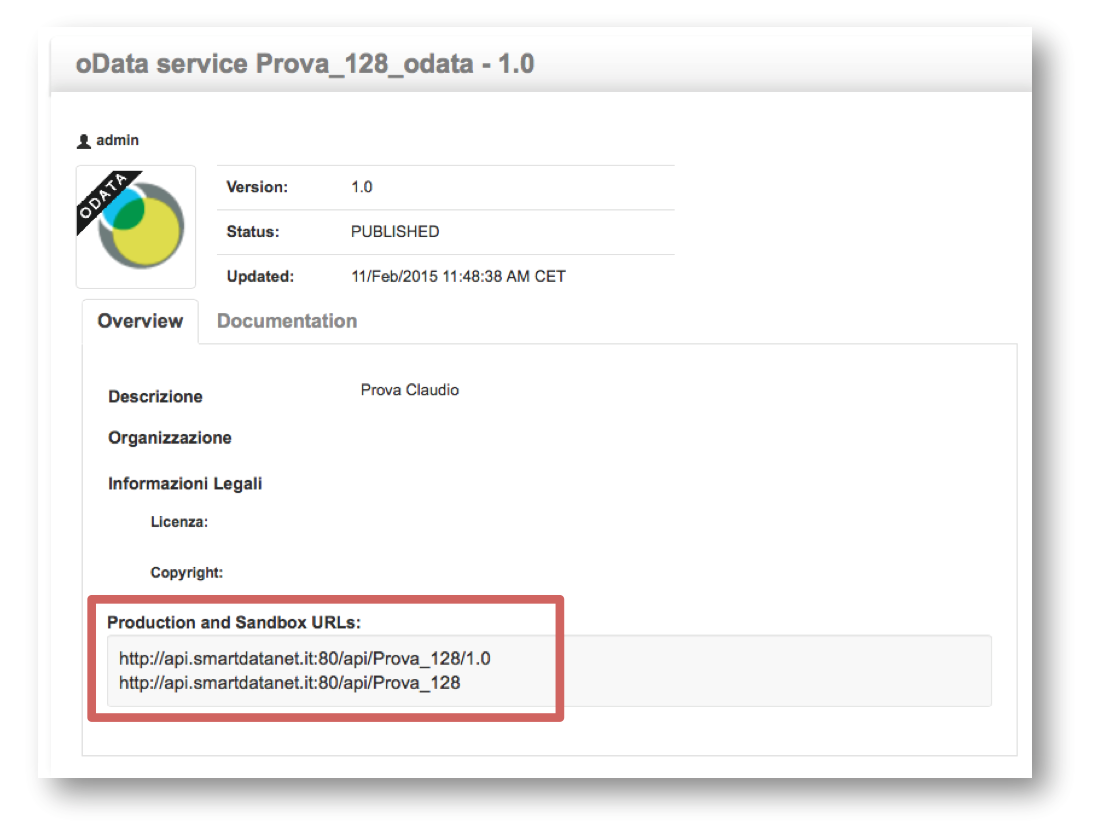 oData service Prova_128_odata - 1.0
admin
ODATA
Version: 1.0
Status: PUBLISHED
Updated: 11/Feb/2015 11:48:38 AM CET
Overview Documentation
Descrizione Prova Claudio
Organizzazione
Informazioni Legali
Licenza:
Copyright:
Production and Sandbox URLs:
http://api.smartdatanet.it:80/api/Prova_128/1.0
http://api.smartdatanet.it:80/api/Prova_128